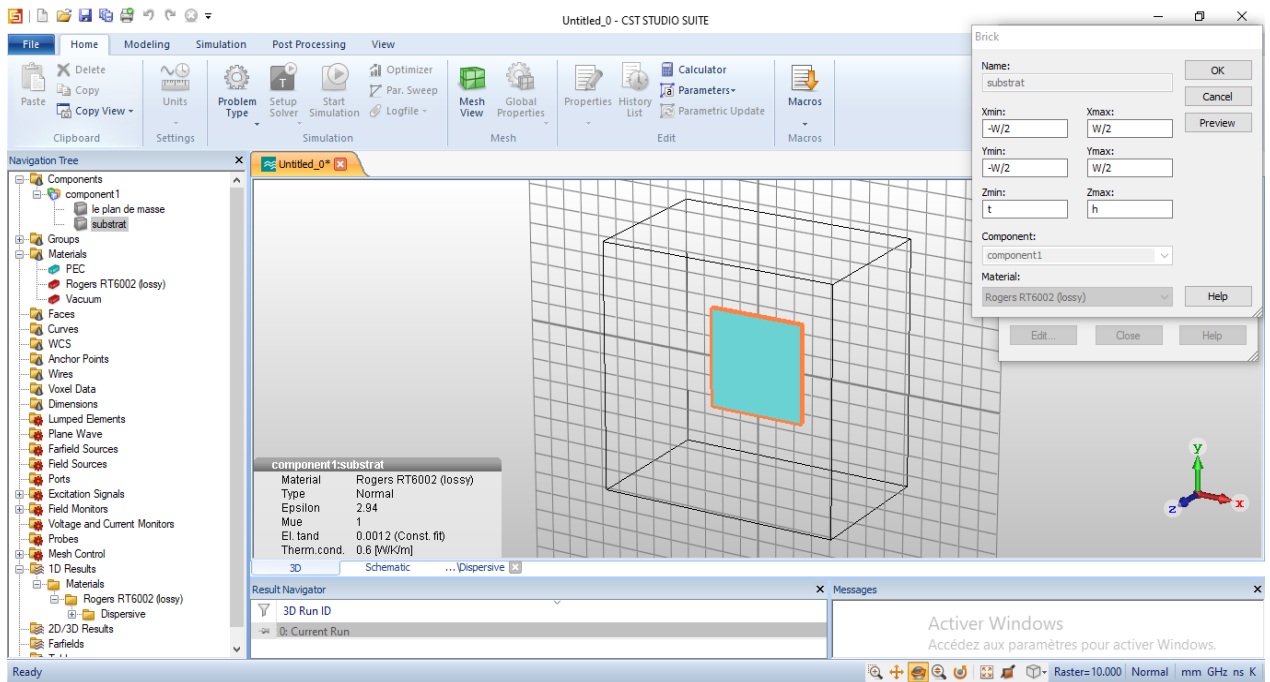 Untitled_0 - CST STUDIO SUITE
File Home Modeling Simulation Post Processing View
Paste
Delete
Copy
Copy View
Clipboard
Units
Settings
Problem Type
Setup Solver
Start Simulation
Optimizer
Par. Sweep
Logfile
Simulation
Mesh View
Global Properties
Mesh
Properties
History List
Calculator
Parameters
Parametric Update
Edit
Macros
Macros
Brick
Name:
substrat
OK
Cancel
Preview
Xmin: Xmax:
-W/2 W/2
Ymin: Ymax:
-W/2 W/2
Zmin: Zmax:
t h
Component:
component1
Material:
Rogers RT6002 (lossy)
Help
Edit... Close Help
Navigation Tree
Components
component1
le plan de masse
substrat
Groups
Materials
PEC
Rogers RT6002 (lossy)
Vacuum
Faces
Curves
WCS
Anchor Points
Wires
Voxel Data
Dimensions
Lumped Elements
Plane Wave
Farfield Sources
Field Sources
Ports
Excitation Signals
Field Monitors
Voltage and Current Monitors
Probes
Mesh Control
1D Results
Materials
Rogers RT6002 (lossy)
Dispersive
2D/3D Results
Farfields
Untitled_0*
component1:substrat
Material Rogers RT6002 (lossy)
Type Normal
Epsilon 2.94
Mue 1
El. tand 0.0012 (Const. fit)
Therm.cond. 0.6 [W/K/m]
y
x
z
3D Schematic ...\Dispersive
Result Navigator
3D Run ID
0: Current Run
Messages
Activer Windows
Accédez aux paramètres pour activer Windows.
Ready
Raster=10.000 Normal mm GHz ns K